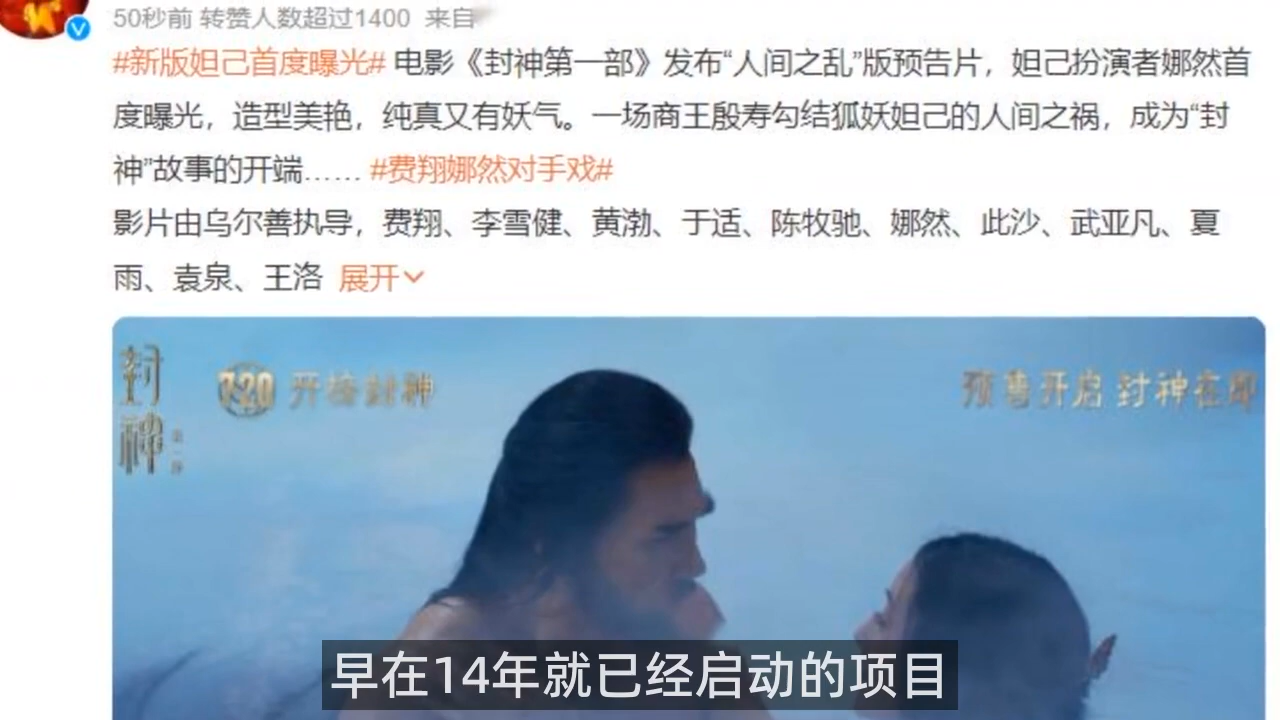 50秒前 转赞人数超过1400 来自
#新版妲己首度曝光# 电影《封神第一部》发布“人间之乱”版预告片，妲己扮演者娜然首
度曝光，造型美艳，纯真又有妖气。一场商王殷寿勾结狐妖妲己的人间之祸，成为“封
神”故事的开端…… #费翔娜然对手戏#
影片由乌尔善执导，费翔、李雪健、黄渤、于适、陈牧驰、娜然、此沙、武亚凡、夏
雨、袁泉、王洛 展开
封神
7.20 开榜封神
预售开启 封神在即
早在14年就已经启动的项目